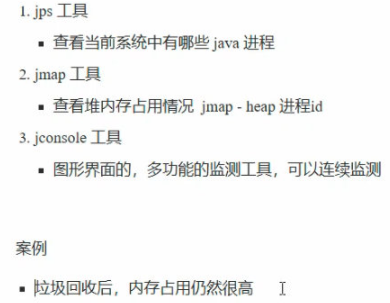 1. jps 工具
▪ 查看当前系统中有哪些 java 进程
2. jmap 工具
▪ 查看堆内存占用情况 jmap - heap 进程id
3. jconsole 工具
▪ 图形界面的，多功能的监测工具，可以连续监测
案例
▪ 垃圾回收后，内存占用仍然很高